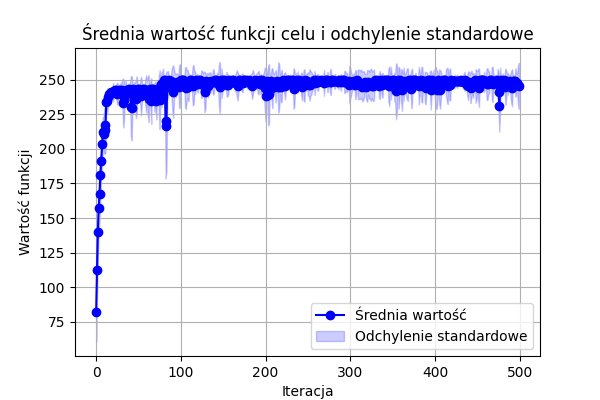 Średnia wartość funkcji celu i odchylenie standardowe
Wartość funkcji
250
225
200
175
150
125
100
75
0
100
200
300
400
500
Iteracja
Średnia wartość
Odchylenie standardowe